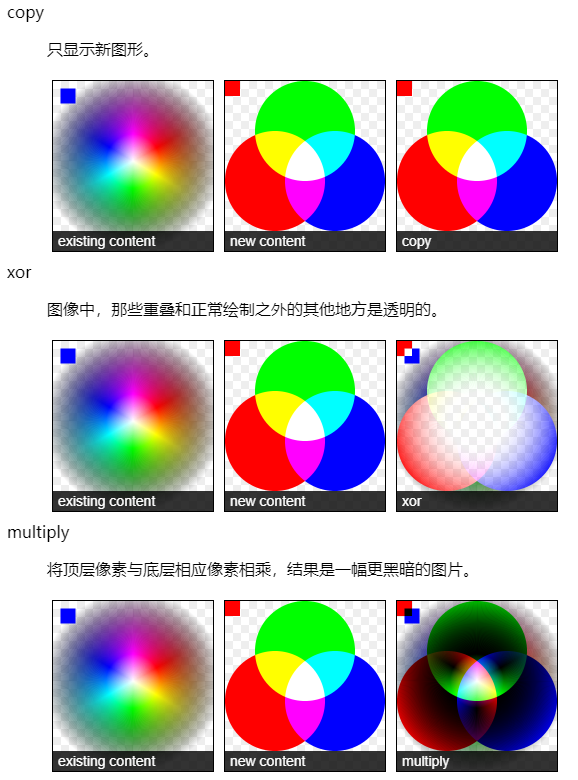 copy
只显示新图形。
existing content
new content
copy
xor
图像中，那些重叠和正常绘制之外的其他地方是透明的。
existing content
new content
xor
multiply
将顶层像素与底层相应像素相乘，结果是一幅更黑暗的图片。
existing content
new content
multiply